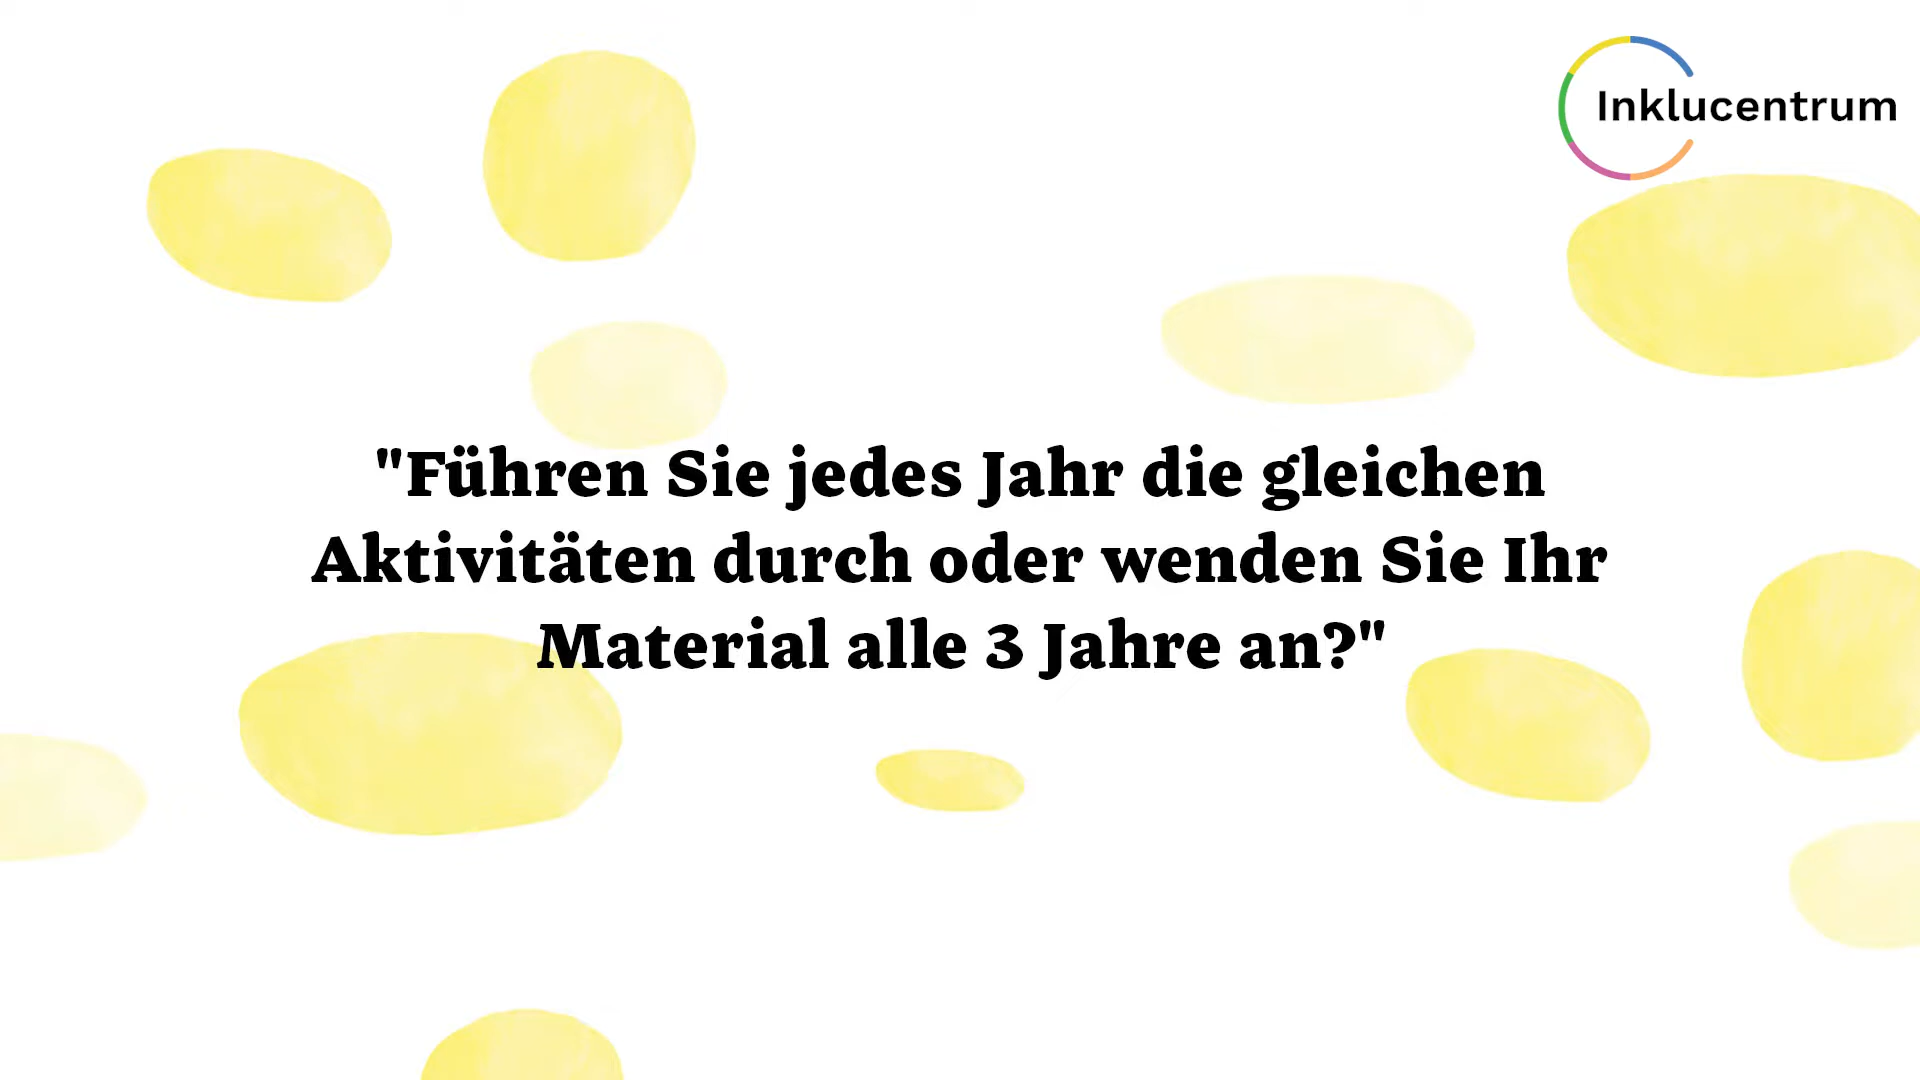 Inklucentrum
"Führen Sie jedes Jahr die gleichen
Aktivitäten durch oder wenden Sie Ihr
Material alle 3 Jahre an?"